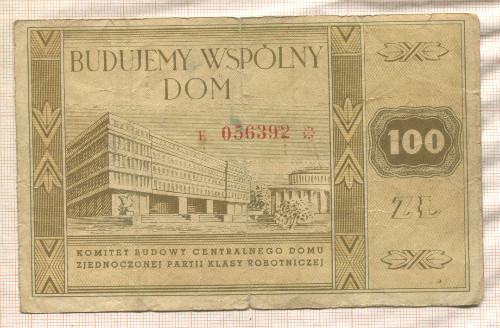 BUDUJEMY WSPÓLNY
DOM
E 056392
100
ZŁ
KOMITET BUDOWY CENTRALNEGO DOMU
ZJEDNOCZONEJ PARTII KLASY ROBOTNICZEJ